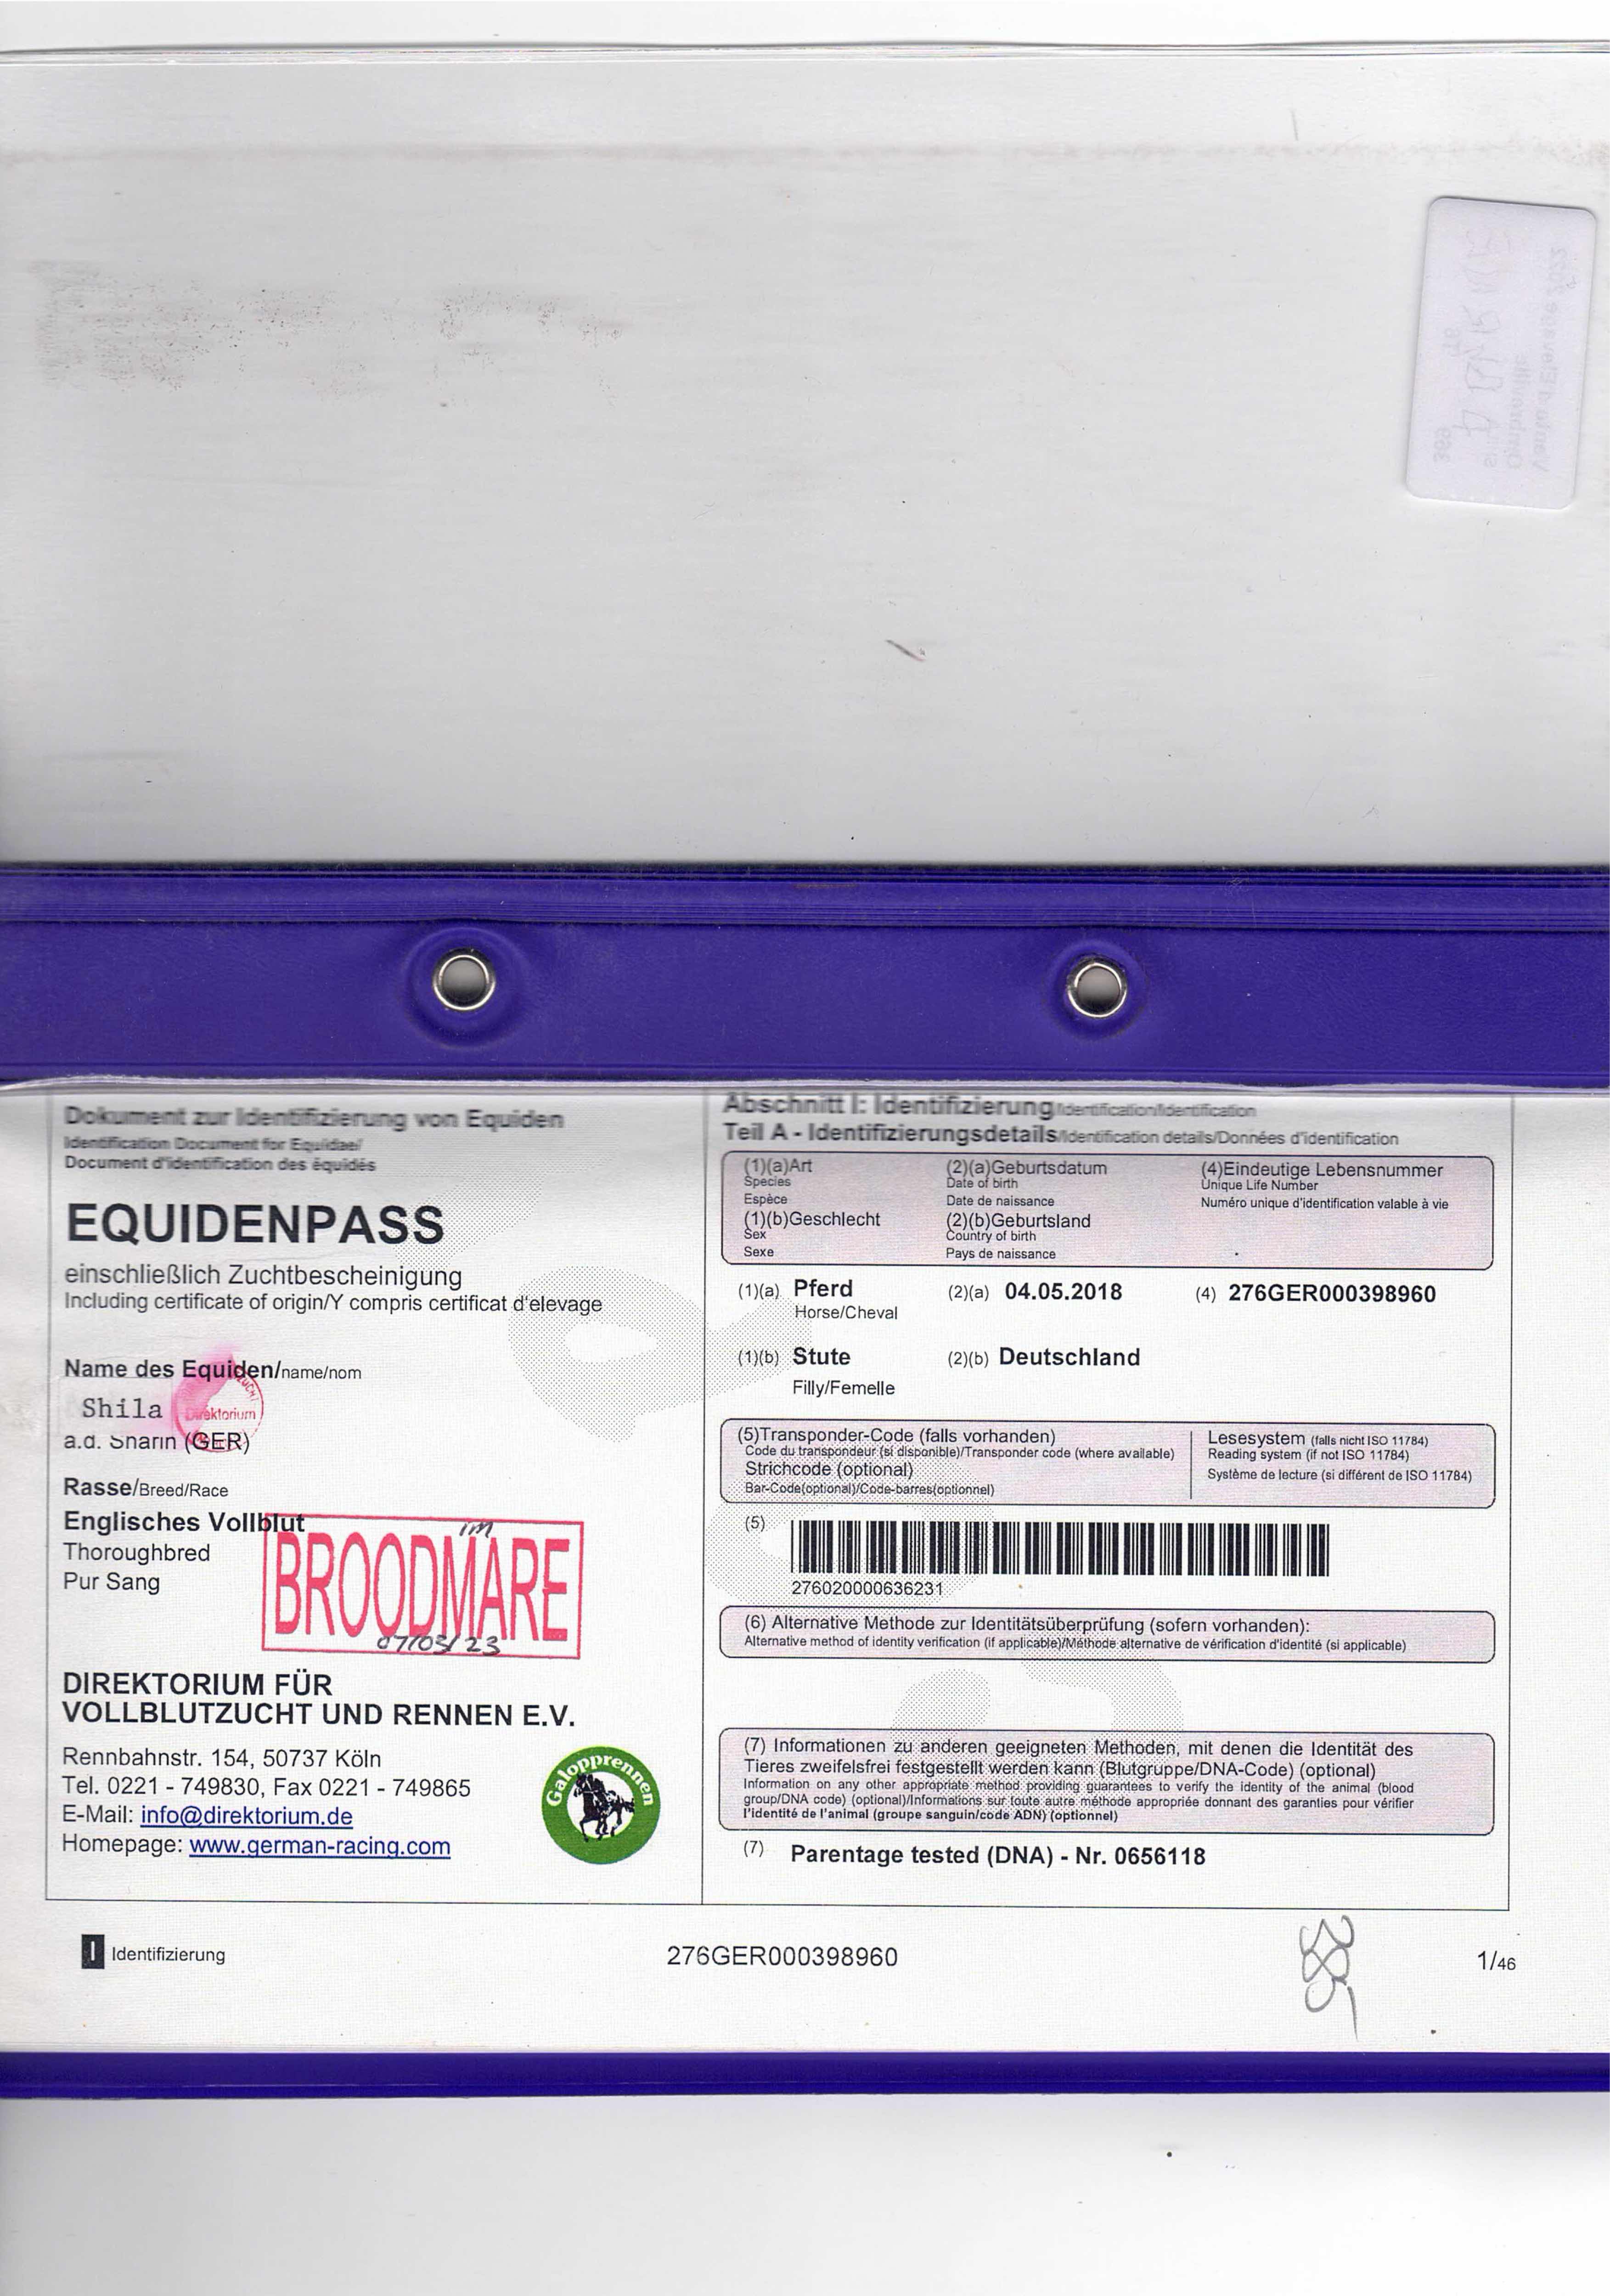 Dokument zur Identifizierung von Equiden
Identification Document for Equidae/
Document d'identification des équidés
EQUIDENPASS
einschließlich Zuchtbescheinigung
Including certificate of origin/Y compris certificat d'elevage
Name des Equiden/name/nom
Shila
Direktorium
a.d. Sharin (GER)
Rasse/Breed/Race
Englisches Vollblut
Thoroughbred
Pur Sang
im
BROODMARE
07/03/23
DIREKTORIUM FÜR
VOLLBLUTZUCHT UND RENNEN E.V.
Rennbahnstr. 154, 50737 Köln
Tel. 0221 - 749830, Fax 0221 - 749865
E-Mail: info@direktorium.de
Homepage: www.german-racing.com
Galopprennen
Abschnitt I: Identifizierung/Identification/Identification
Teil A - Identifizierungsdetails/Identification details/Données d'identification
(1)(a)Art
Species
Espèce
(1)(b)Geschlecht
Sex
Sexe
(2)(a)Geburtsdatum
Date of birth
Date de naissance
(2)(b)Geburtsland
Country of birth
Pays de naissance
(4)Eindeutige Lebensnummer
Unique Life Number
Numéro unique d'identification valable à vie
(1)(a) Pferd
Horse/Cheval
(2)(a) 04.05.2018
(4) 276GER000398960
(1)(b) Stute
Filly/Femelle
(2)(b) Deutschland
(5)Transponder-Code (falls vorhanden)
Code du transpondeur (si disponible)/Transponder code (where available)
Strichcode (optional)
Bar-Code(optional)/Code-barres(optionnel)
Lesesystem (falls nicht ISO 11784)
Reading system (if not ISO 11784)
Système de lecture (si différent de ISO 11784)
(5)
276020000636231
(6) Alternative Methode zur Identitätsüberprüfung (sofern vorhanden):
Alternative method of identity verification (if applicable)/Méthode alternative de vérification d'identité (si applicable)
(7) Informationen zu anderen geeigneten Methoden, mit denen die Identität des
Tieres zweifelsfrei festgestellt werden kann (Blutgruppe/DNA-Code) (optional)
Information on any other appropriate method providing guarantees to verify the identity of the animal (blood
group/DNA code) (optional)/Informations sur toute autre méthode appropriée donnant des garanties pour vérifier
l'identité de l'animal (groupe sanguin/code ADN) (optionnel)
(7) Parentage tested (DNA) - Nr. 0656118
I Identifizierung
276GER000398960
1/46